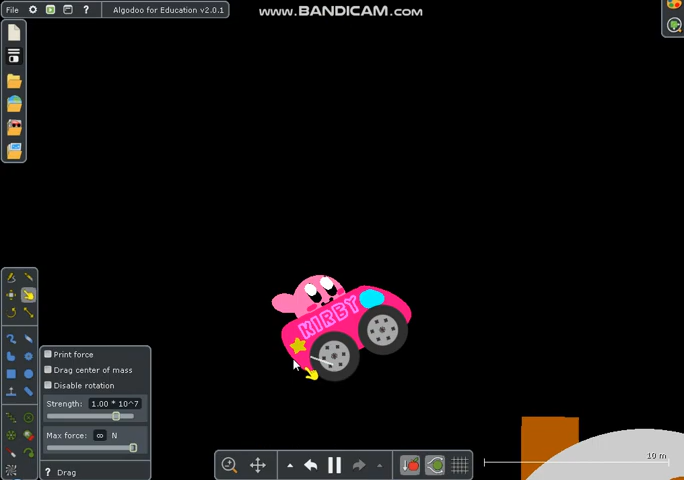 WWW.BANDICAM.COM
File ? Algodoo for Education v2.0.1
KIRBY
Print force
Drag center of mass
Disable rotation
Strength: 1.00 * 10^7
Max force: ∞ N
? Drag
10 m